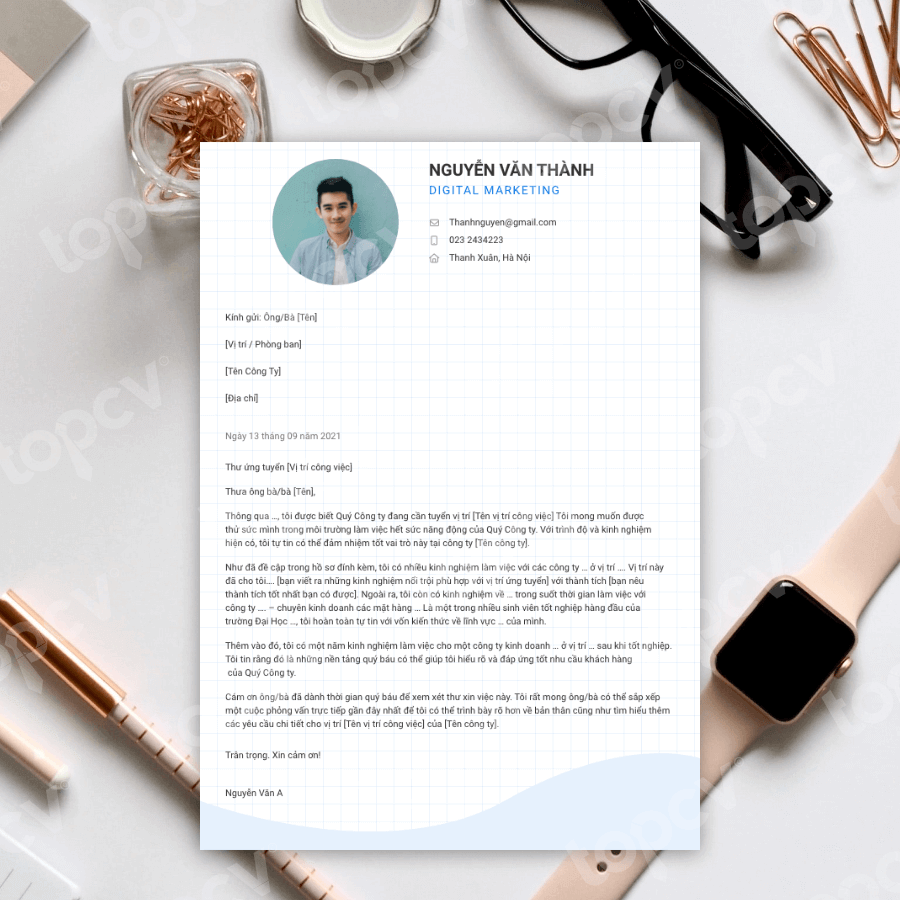 NGUYỄN VĂN THÀNH
DIGITAL MARKETING
Thanhnguyen@gmail.com
023 2434223
Thanh Xuân, Hà Nội
Kính gửi: Ông/Bà [Tên]
[Vị trí / Phòng ban]
[Tên Công Ty]
[Địa chỉ]
Ngày 13 tháng 09 năm 2021
Thư ứng tuyển [Vị trí công việc]
Thưa ông bà/bà [Tên],
Thông qua …, tôi được biết Quý Công ty đang cần tuyển vị trí [Tên vị trí công việc] Tôi mong muốn được
thử sức mình trong môi trường làm việc hết sức năng động của Quý Công ty. Với trình độ và kinh nghiệm
hiện có, tôi tự tin có thể đảm nhiệm tốt vai trò này tại công ty [Tên công ty].
Như đã đề cập trong hồ sơ đính kèm, tôi có nhiều kinh nghiệm làm việc với các công ty … ở vị trí …. Vị trí này
đã cho tôi…. [bạn viết ra những kinh nghiệm nổi trội phù hợp với vị trí ứng tuyển] với thành tích [bạn nêu
thành tích tốt nhất bạn có được]. Ngoài ra, tôi còn có kinh nghiệm về … trong suốt thời gian làm việc với
công ty …. – chuyên kinh doanh các mặt hàng … Là một trong nhiều sinh viên tốt nghiệp hàng đầu của
trường Đại Học …, tôi hoàn toàn tự tin với vốn kiến thức về lĩnh vực … của mình.
Thêm vào đó, tôi có một năm kinh nghiệm làm việc cho một công ty kinh doanh … ở vị trí … sau khi tốt nghiệp.
Tôi tin rằng đó là những nền tảng quý báu có thể giúp tôi hiểu rõ và đáp ứng tốt nhu cầu khách hàng
của Quý Công ty.
Cám ơn ông/bà đã dành thời gian quý báu để xem xét thư xin việc này. Tôi rất mong ông/bà có thể sắp xếp
một cuộc phỏng vấn trực tiếp gần đây nhất để tôi có thể trình bày rõ hơn về bản thân cũng như tìm hiểu thêm
các yêu cầu chi tiết cho vị trí [Tên vị trí công việc] của [Tên công ty].
Trân trọng. Xin cảm ơn!
Nguyễn Văn A
topcv
topcv
topcv
topcv
topcv
topcv
topcv